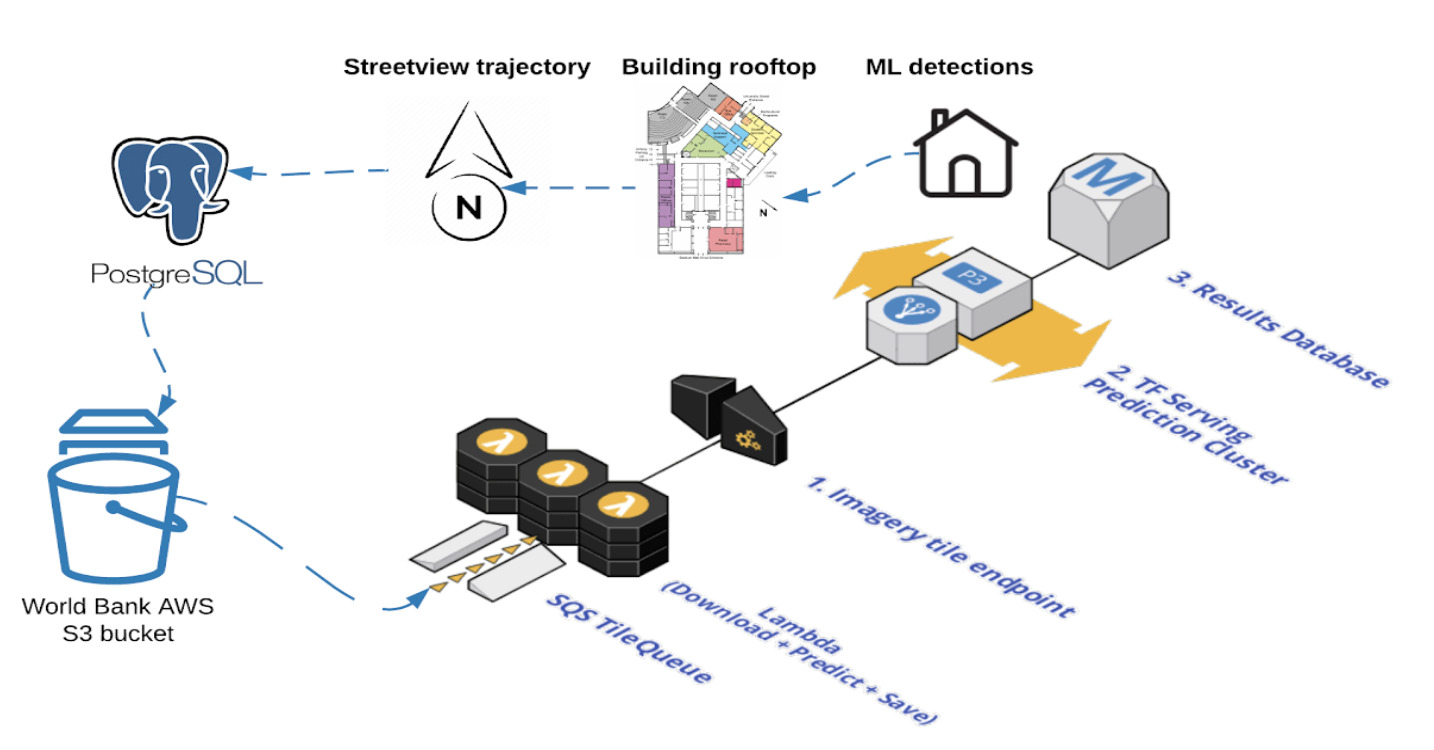 Streetview trajectory
Building rooftop
ML detections
N
N
M
P3
PostgreSQL
3. Results Database
2. TF Serving
Prediction Cluster
1. Imagery tile endpoint
λ
λ
λ
Lambda
(Download + Predict + Save)
SQS TileQueue
World Bank AWS
S3 bucket